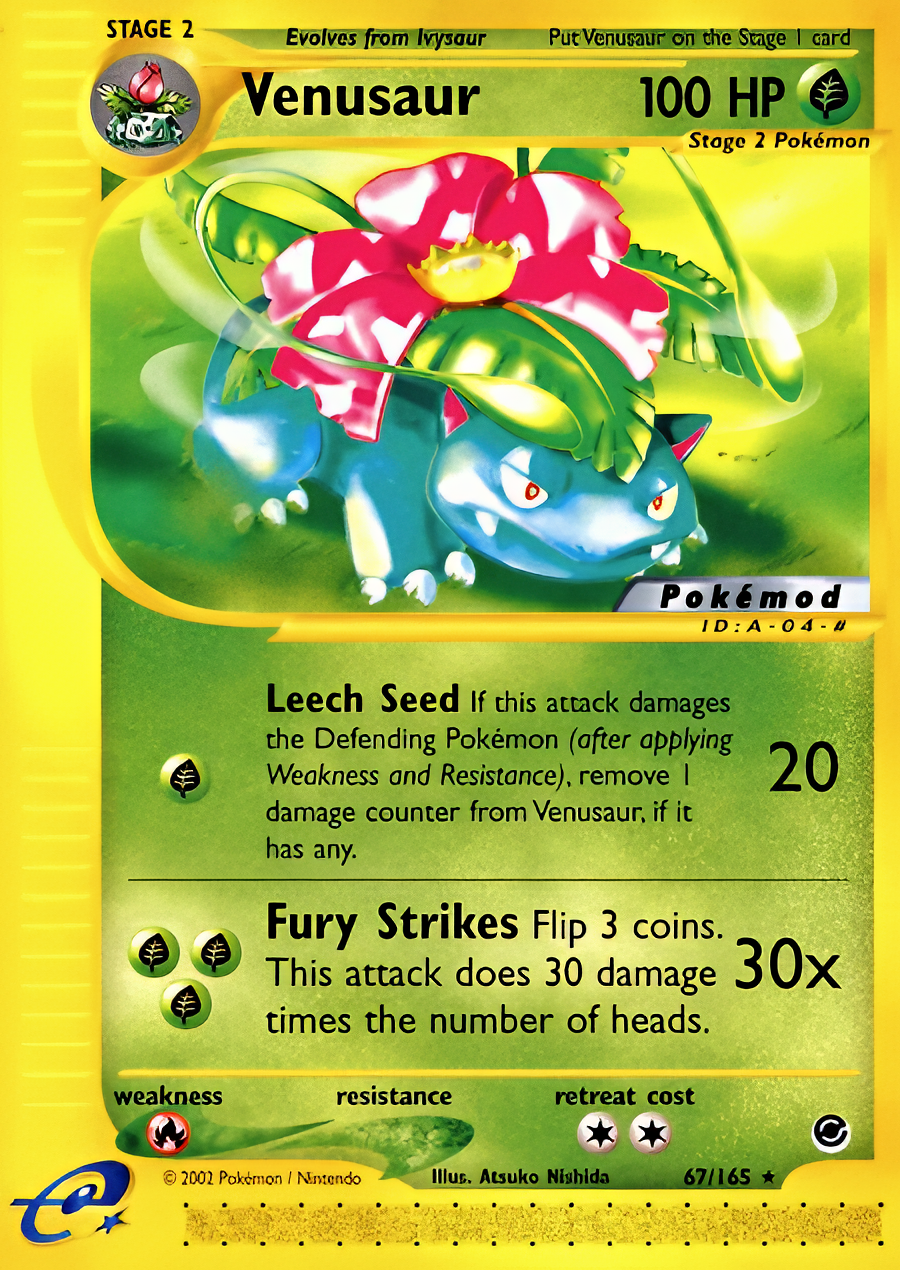 STAGE 2
Evolves from Ivysaur
Put Venusaur on the Stage 1 card
Venusaur
100 HP
Stage 2 Pokémon
Pokémod
ID:A-04-#
Leech Seed If this attack damages
the Defending Pokémon (after applying
Weakness and Resistance), remove 1
damage counter from Venusaur, if it
has any.
20
Fury Strikes Flip 3 coins.
This attack does 30 damage
times the number of heads.
30x
weakness
resistance
retreat cost
© 2002 Pokémon / Nintendo
Illus. Atsuko Nishida
67/165 ★
e